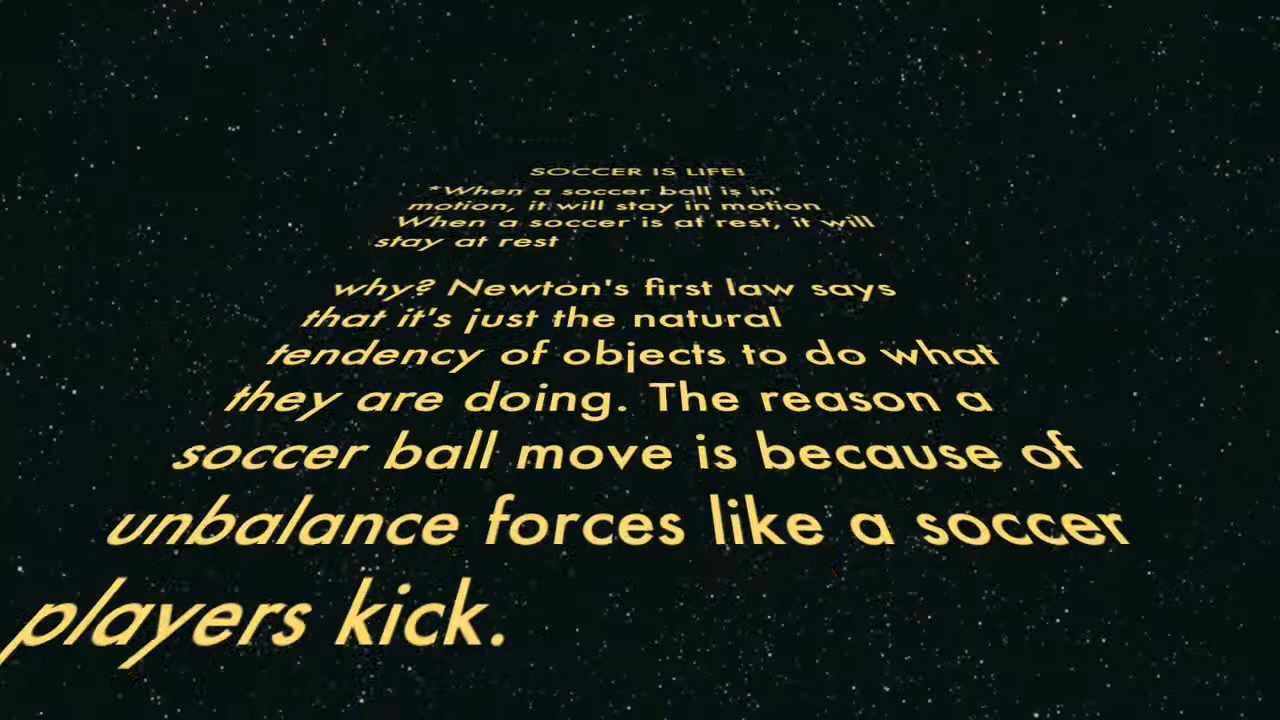 SOCCER IS LIFE!
*When a soccer ball is in
motion, it will stay in motion
When a soccer is at rest, it will
stay at rest
why? Newton's first law says
that it's just the natural
tendency of objects to do what
they are doing. The reason a
soccer ball move is because of
unbalance forces like a soccer
players kick.